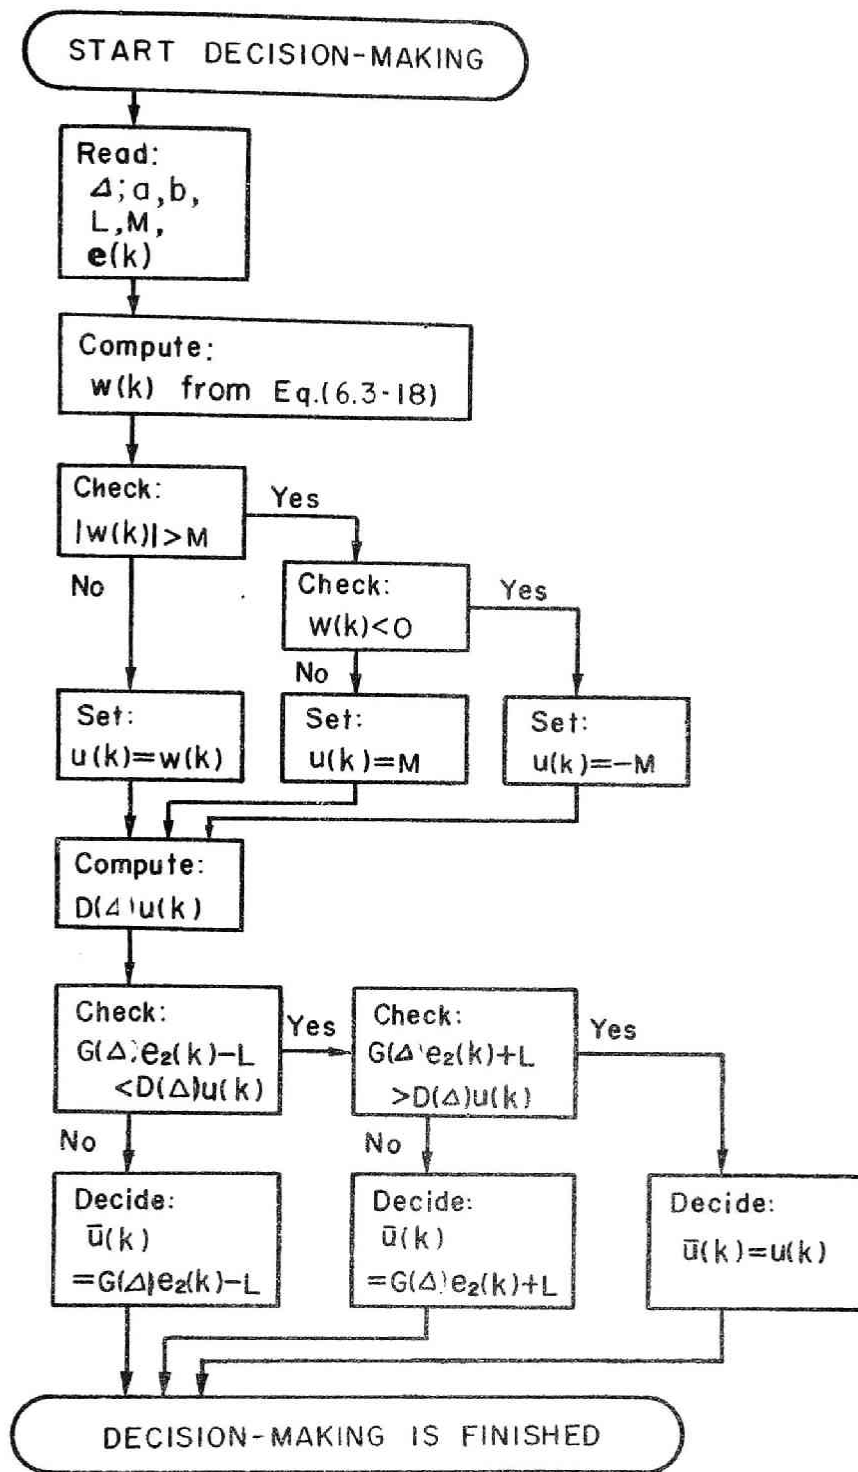 START DECISION-MAKING
Read:
Δ;a,b,
L,M,
e(k)
Compute:
w(k) from Eq.(6.3-18)
Check:
|w(k)|>M
Yes
No
Check:
W(k)<0
Yes
No
Set:
u(k)=w(k)
Set:
u(k)=M
Set:
u(k)=-M
Compute:
D(Δ)u(k)
Check:
G(Δ)e₂(k)-L
<D(Δ)u(k)
Yes
No
Check:
G(Δ)e₂(k)+L
>D(Δ)u(k)
Yes
No
Decide:
ū(k)
=G(Δ)e₂(k)-L
Decide:
ū(k)
=G(Δ)e₂(k)+L
Decide:
ū(k)=u(k)
DECISION-MAKING IS FINISHED